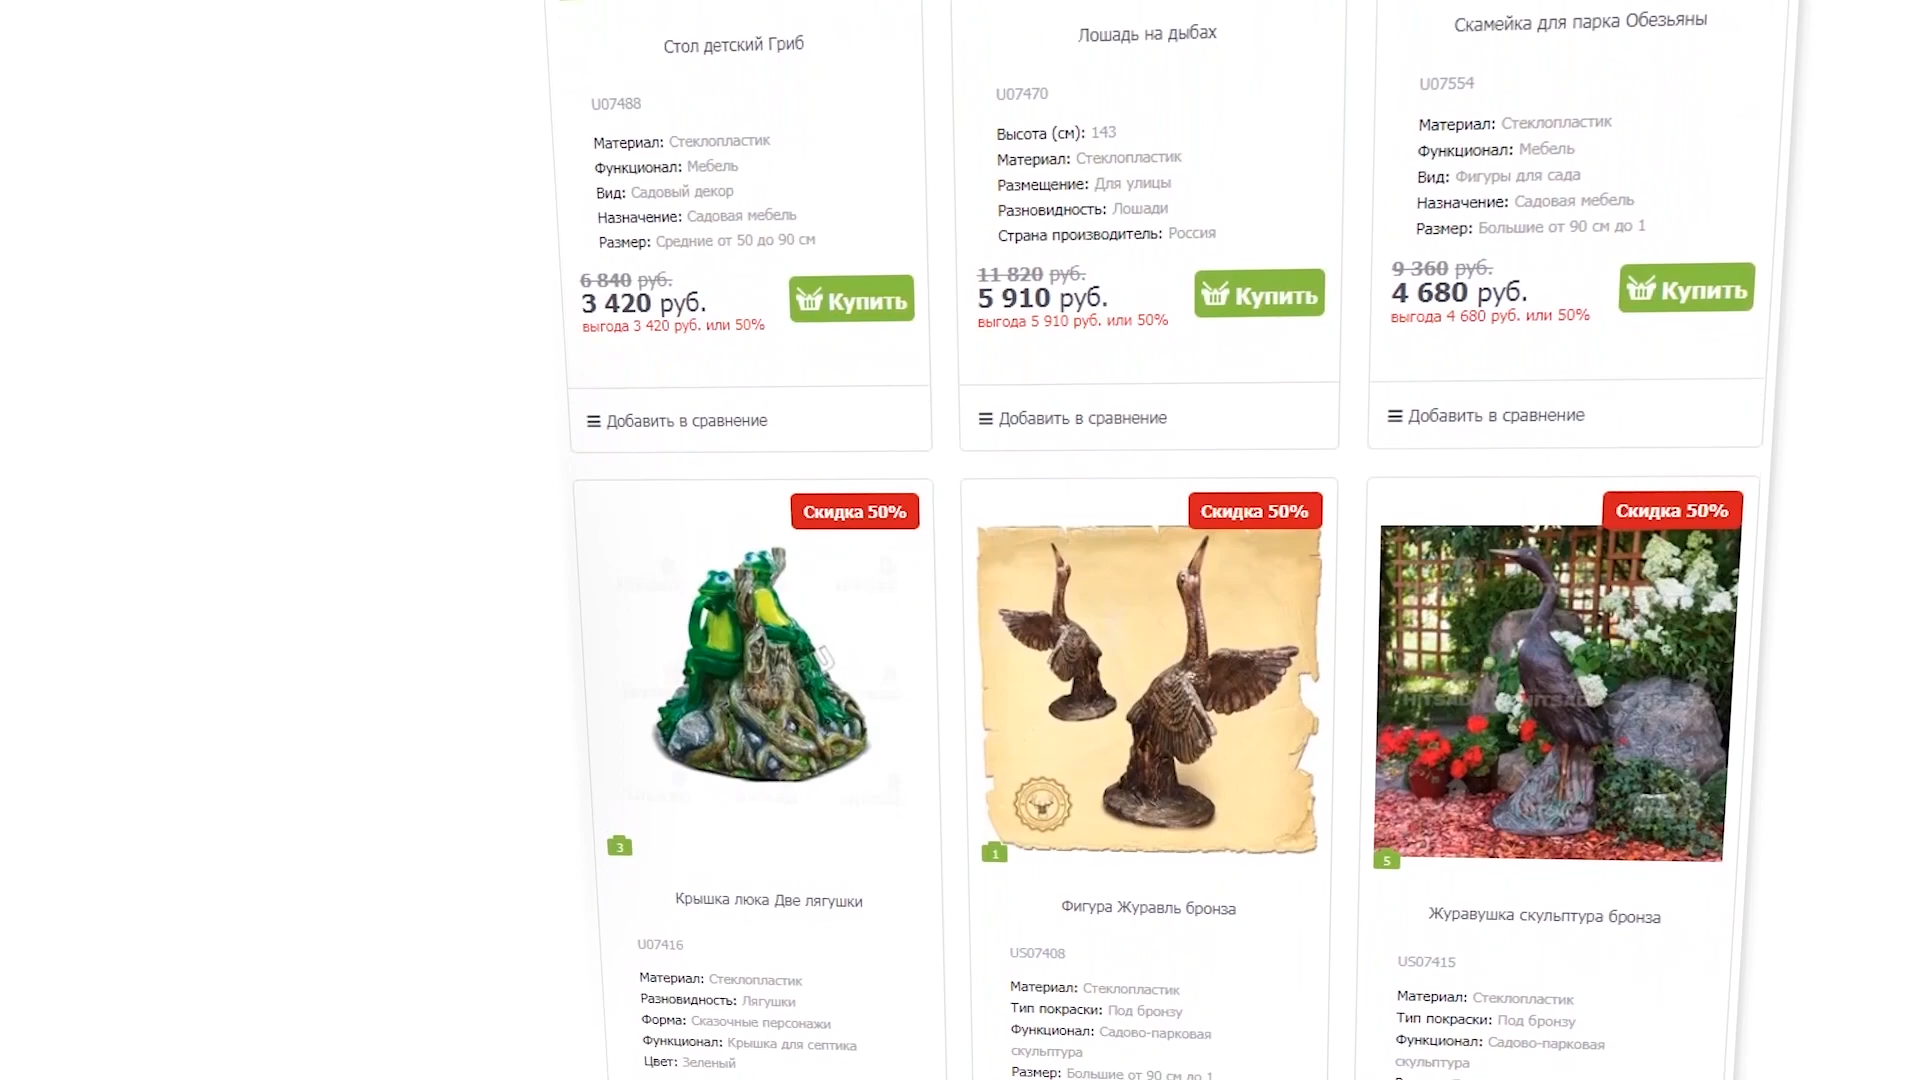 Стол детский Гриб
U07488
Материал: Стеклопластик
Функционал: Мебель
Вид: Садовый декор
Назначение: Садовая мебель
Размер: Средние от 50 до 90 см
6 840 руб.
3 420 руб.
выгода 3 420 руб. или 50%
Купить
Добавить в сравнение
Лошадь на дыбах
U07470
Высота (см): 143
Материал: Стеклопластик
Размещение: Для улицы
Разновидность: Лошади
Страна производитель: Россия
11 820 руб.
5 910 руб.
выгода 5 910 руб. или 50%
Купить
Добавить в сравнение
Скамейка для парка Обезьяны
U07554
Материал: Стеклопластик
Функционал: Мебель
Вид: Фигуры для сада
Назначение: Садовая мебель
Размер: Большие от 90 см до 1
9 360 руб.
4 680 руб.
выгода 4 680 руб. или 50%
Купить
Добавить в сравнение
Скидка 50%
3
Крышка люка Две лягушки
U07416
Материал: Стеклопластик
Разновидность: Лягушки
Форма: Сказочные персонажи
Функционал: Крышка для септика
Цвет: Зеленый
Скидка 50%
1
Фигура Журавль бронза
US07408
Материал: Стеклопластик
Тип покраски: Под бронзу
Функционал: Садово-парковая
скульптура
Размер: Большие от 90 см до 1
Скидка 50%
5
Журавушка скульптура бронза
US07415
Материал: Стеклопластик
Тип покраски: Под бронзу
Функционал: Садово-парковая
скульптура